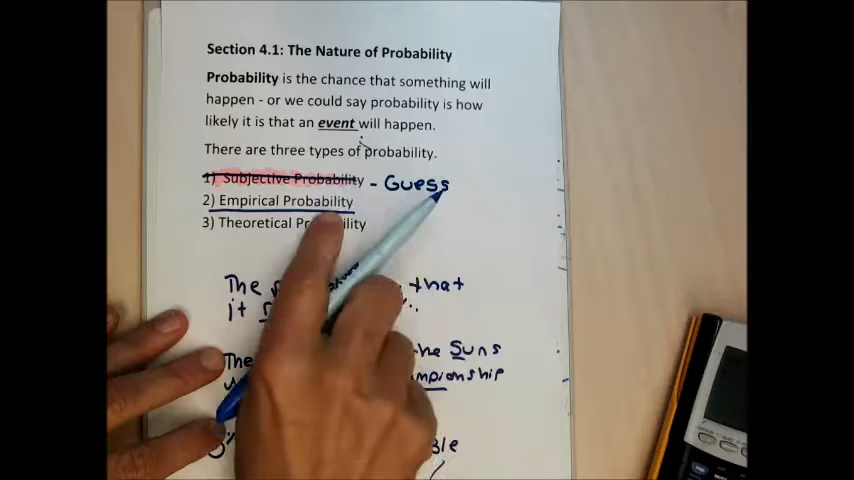 Section 4.1: The Nature of Probability
Probability is the chance that something will
happen - or we could say probability is how
likely it is that an event will happen.
There are three types of probability.
1) Subjective Probability - Guess
2) Empirical Probability
3) Theoretical Probability
The that
it
The the Suns